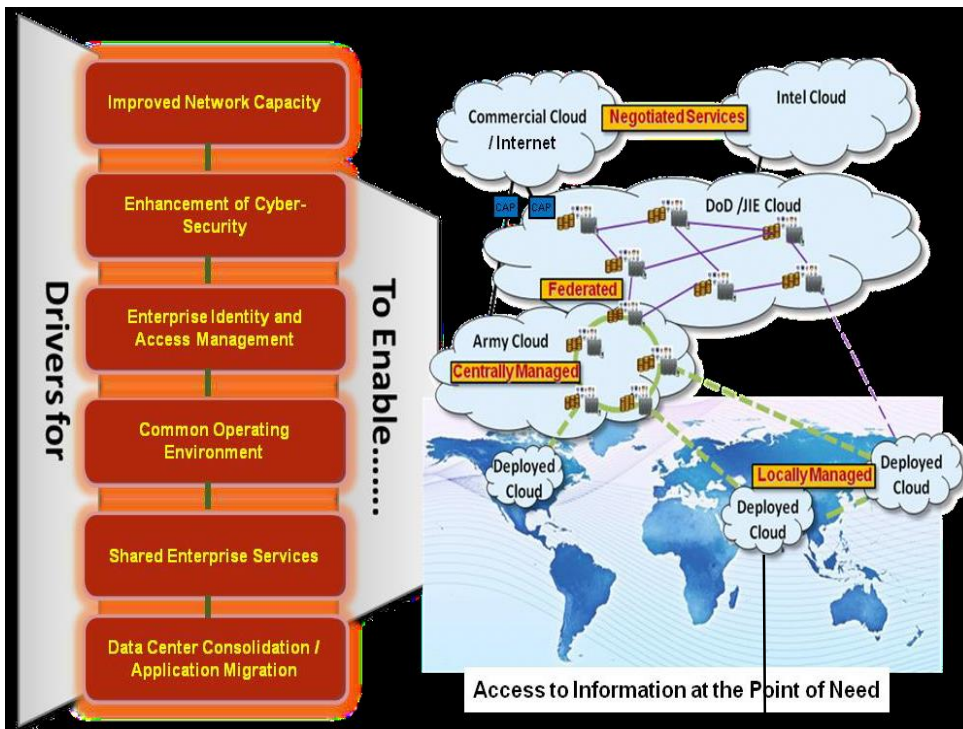 Drivers for
Improved Network Capacity
Enhancement of Cyber-
Security
Enterprise Identity and
Access Management
Common Operating
Environment
Shared Enterprise Services
Data Center Consolidation /
Application Migration
To Enable.......
Commercial Cloud
/ Internet
Negotiated Services
Intel Cloud
CAP
CAP
DoD /JIE Cloud
Federated
Army Cloud
Centrally Managed
Deployed
Cloud
Locally Managed
Deployed
Cloud
Deployed
Cloud
Access to Information at the Point of Need